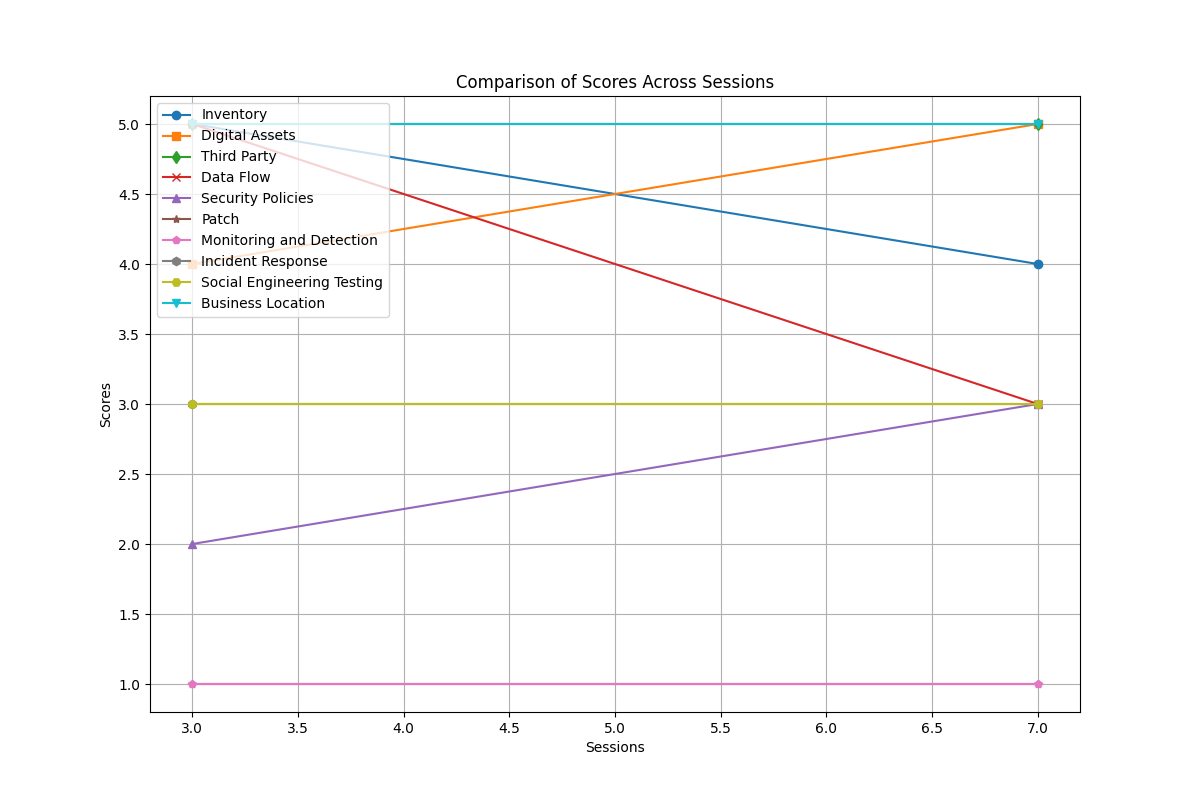 Comparison of Scores Across Sessions
Inventory
Digital Assets
Third Party
Data Flow
Security Policies
Patch
Monitoring and Detection
Incident Response
Social Engineering Testing
Business Location
5.0
4.5
4.0
3.5
3.0
2.5
2.0
1.5
1.0
Scores
3.0 3.5 4.0 4.5 5.0 5.5 6.0 6.5 7.0
Sessions